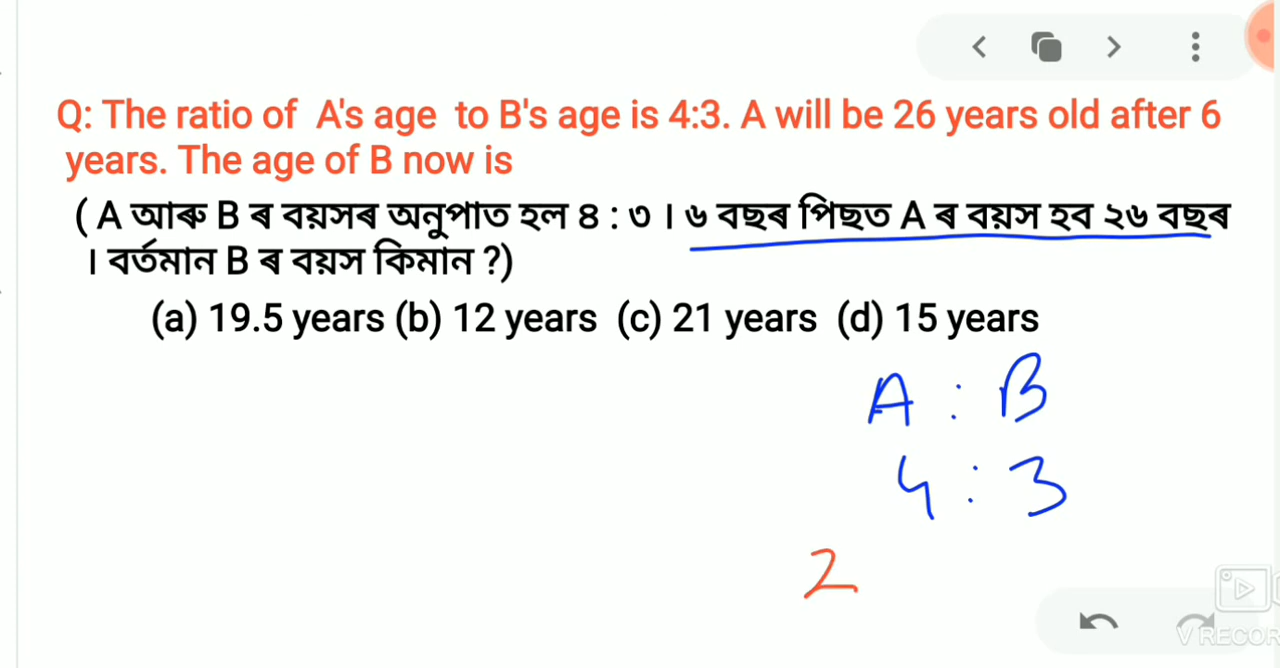 Q: The ratio of A's age to B's age is 4:3. A will be 26 years old after 6
years. The age of B now is
( A আৰু B ৰ বয়সৰ অনুপাত হল ৪ : ৩ । ৬ বছৰ পিছত A ৰ বয়স হব ২৬ বছৰ
। বৰ্তমান B ৰ বয়স কিমান ?)
(a) 19.5 years (b) 12 years (c) 21 years (d) 15 years
A : B
4 : 3
2
V RECOR